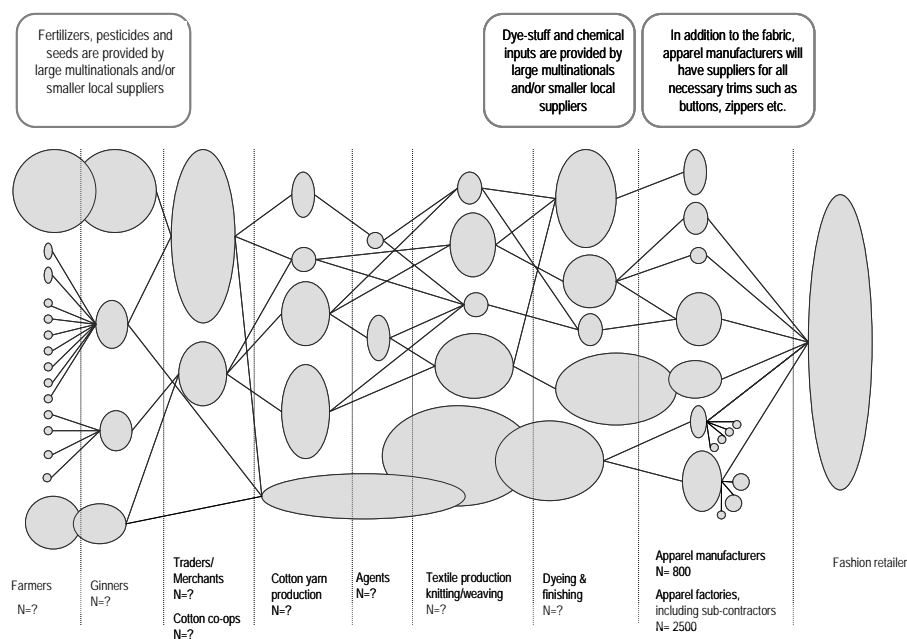 Fertilizers, pesticides and
seeds are provided by
large multinationals and/or
smaller local suppliers
Dye-stuff and chemical
inputs are provided by
large multinationals
and/or smaller local
suppliers
In addition to the fabric,
apparel manufacturers will
have suppliers for all
necessary trims such as
buttons, zippers etc.
Farmers
N=?
Ginners
N=?
Traders/
Merchants
N=?
Cotton co-ops
N=?
Cotton yarn
production
N=?
Agents
N=?
Textile production
knitting/weaving
N=?
Dyeing &
finishing
N=?
Apparel manufacturers
N= 800
Apparel factories,
including sub-contractors
N= 2500
Fashion retailer